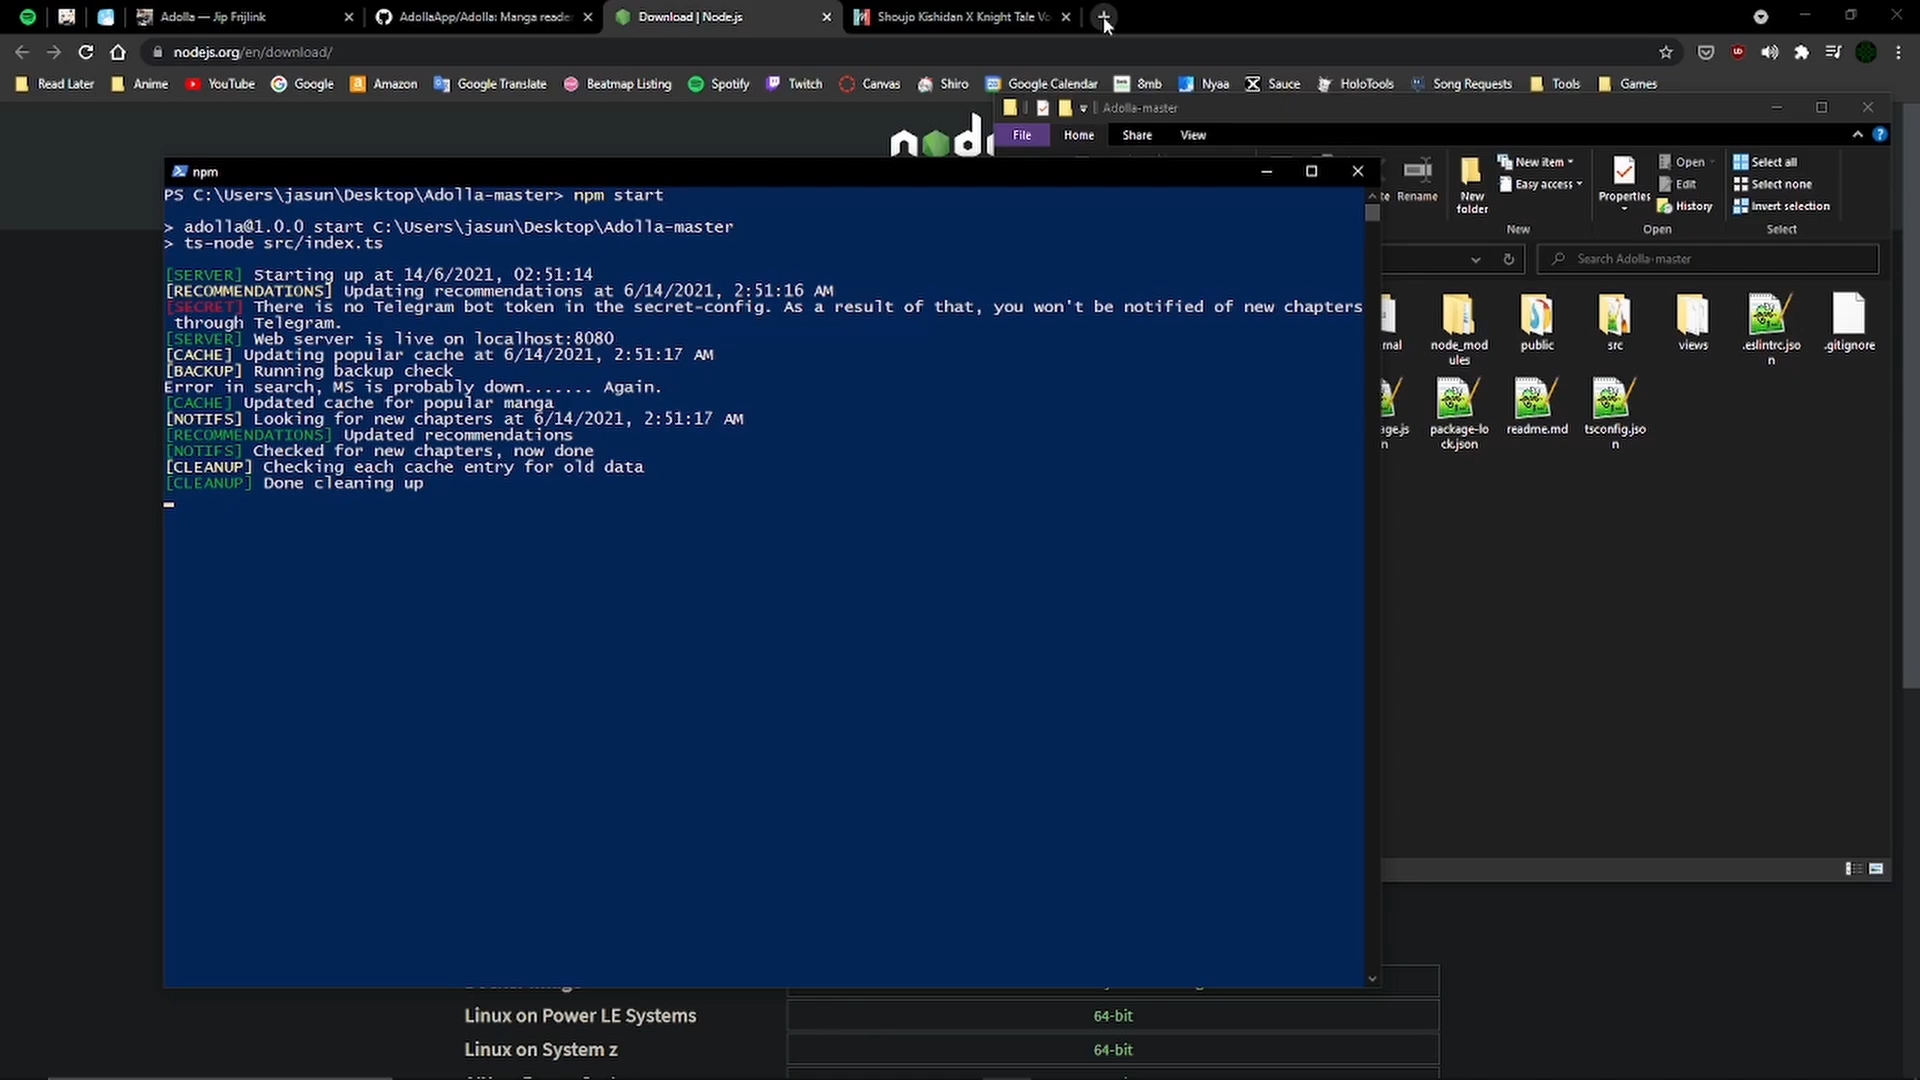 Adolla — Jip Frijlink
AdollaApp/Adolla: Manga reade
Download | Node.js
Shoujo Kishidan X Knight Tale Vo
nodejs.org/en/download/
Read Later
Anime
YouTube
Google
Amazon
Google Translate
Beatmap Listing
Spotify
Twitch
Canvas
Shiro
Google Calendar
8mb
Nyaa
Sauce
HoloTools
Song Requests
Tools
Games
Adolla-master
File
Home
Share
View
Rename
New folder
New item
Easy access
New
Properties
Open
Edit
History
Open
Select all
Select none
Invert selection
Select
Search Adolla-master
node_modules
public
src
views
.eslintrc.json
.gitignore
package-lock.json
readme.md
tsconfig.json
npm
PS C:\Users\jasun\Desktop\Adolla-master> npm start
> adolla@1.0.0 start C:\Users\jasun\Desktop\Adolla-master
> ts-node src/index.ts
[SERVER] Starting up at 14/6/2021, 02:51:14
[RECOMMENDATIONS] Updating recommendations at 6/14/2021, 2:51:16 AM
[SECRET] There is no Telegram bot token in the secret-config. As a result of that, you won't be notified of new chapters
through Telegram.
[SERVER] Web server is live on localhost:8080
[CACHE] Updating popular cache at 6/14/2021, 2:51:17 AM
[BACKUP] Running backup check
Error in search, MS is probably down....... Again.
[CACHE] Updated cache for popular manga
[NOTIFS] Looking for new chapters at 6/14/2021, 2:51:17 AM
[RECOMMENDATIONS] Updated recommendations
[NOTIFS] Checked for new chapters, now done
[CLEANUP] Checking each cache entry for old data
[CLEANUP] Done cleaning up
Linux on Power LE Systems
64-bit
Linux on System z
64-bit